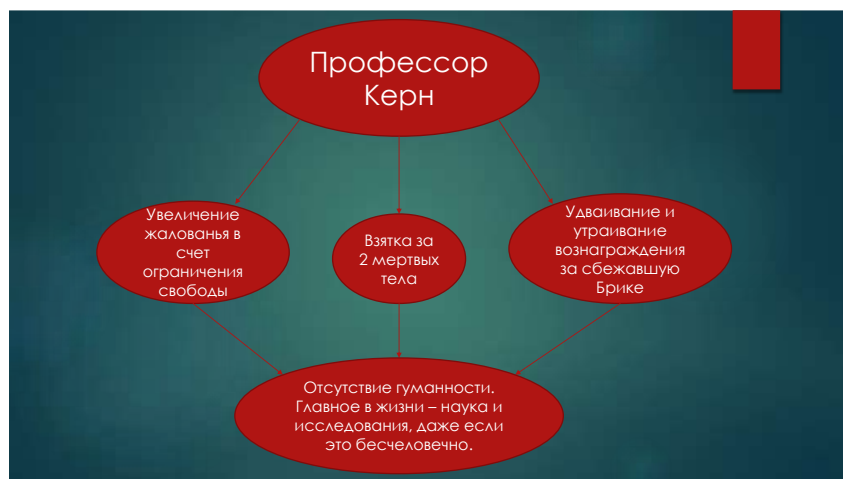 Профессор
Керн
Увеличение
жалованья в
счет
ограничения
свободы
Взятка за
2 мертвых
тела
Удваивание и
утраивание
вознаграждения
за сбежавшую
Брике
Отсутствие гуманности.
Главное в жизни – наука и
исследования, даже если
это бесчеловечно.